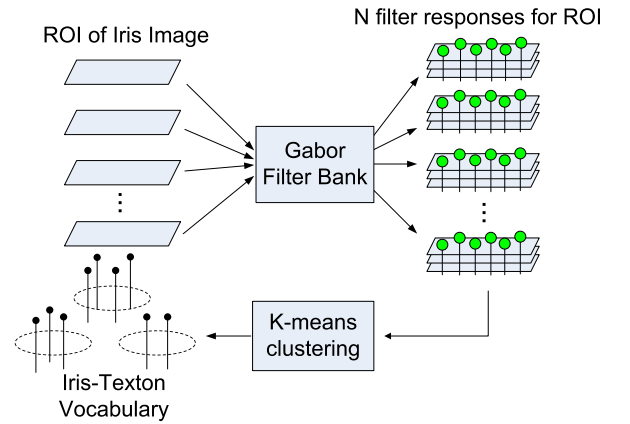 ROI of Iris Image
N filter responses for ROI
Gabor
Filter Bank
K-means
clustering
Iris-Texton
Vocabulary